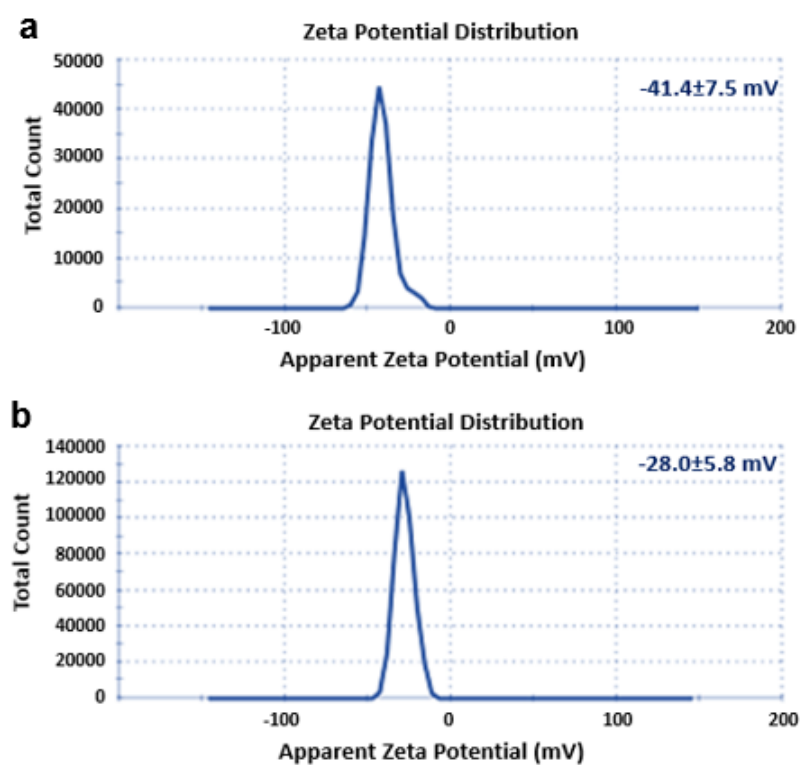 a
Zeta Potential Distribution
50000
-41.4±7.5 mV
40000
30000
20000
10000
0
Total Count
-100 0 100 200
Apparent Zeta Potential (mV)
b
Zeta Potential Distribution
140000
-28.0±5.8 mV
120000
100000
80000
60000
40000
20000
0
Total Count
-100 0 100 200
Apparent Zeta Potential (mV)